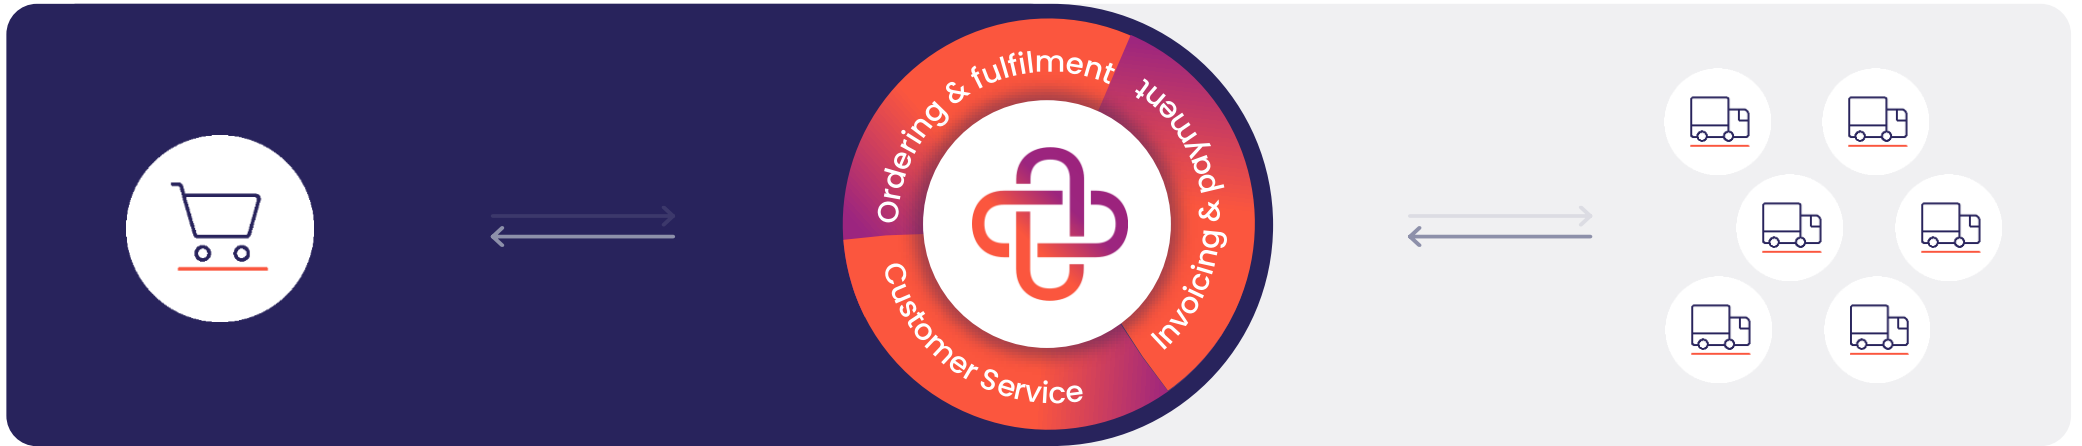 Ordering & fulfilment
Invoicing & payment
Customer Service